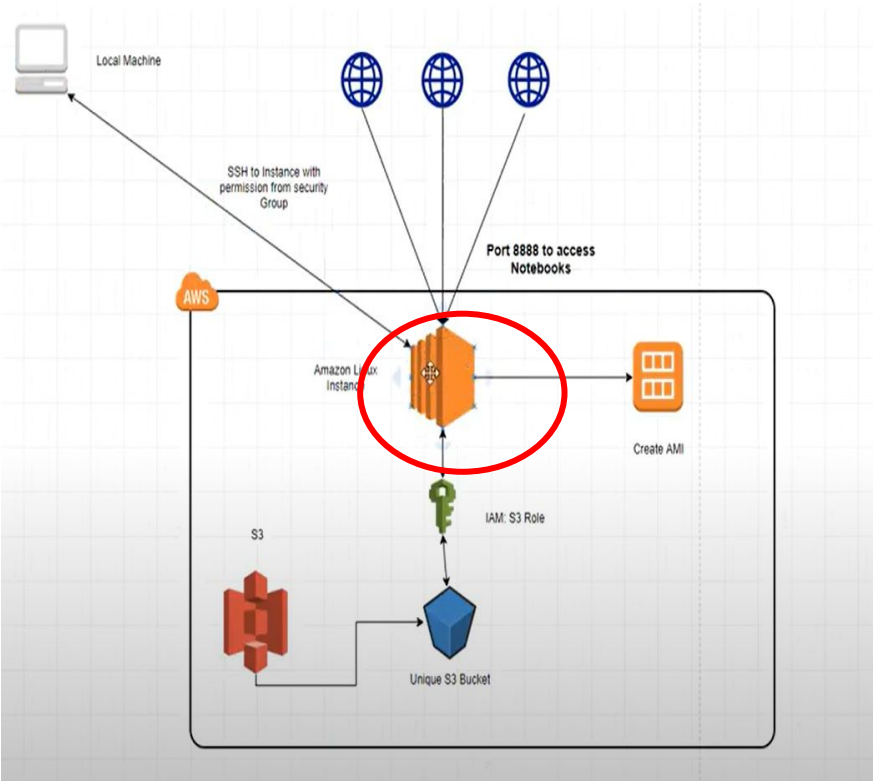 Local Machine
SSH to Instance with
permission from security
Group
Port 8888 to access
Notebooks
AWS
Amazon Linux
Instance
Create AMI
IAM: S3 Role
S3
Unique S3 Bucket